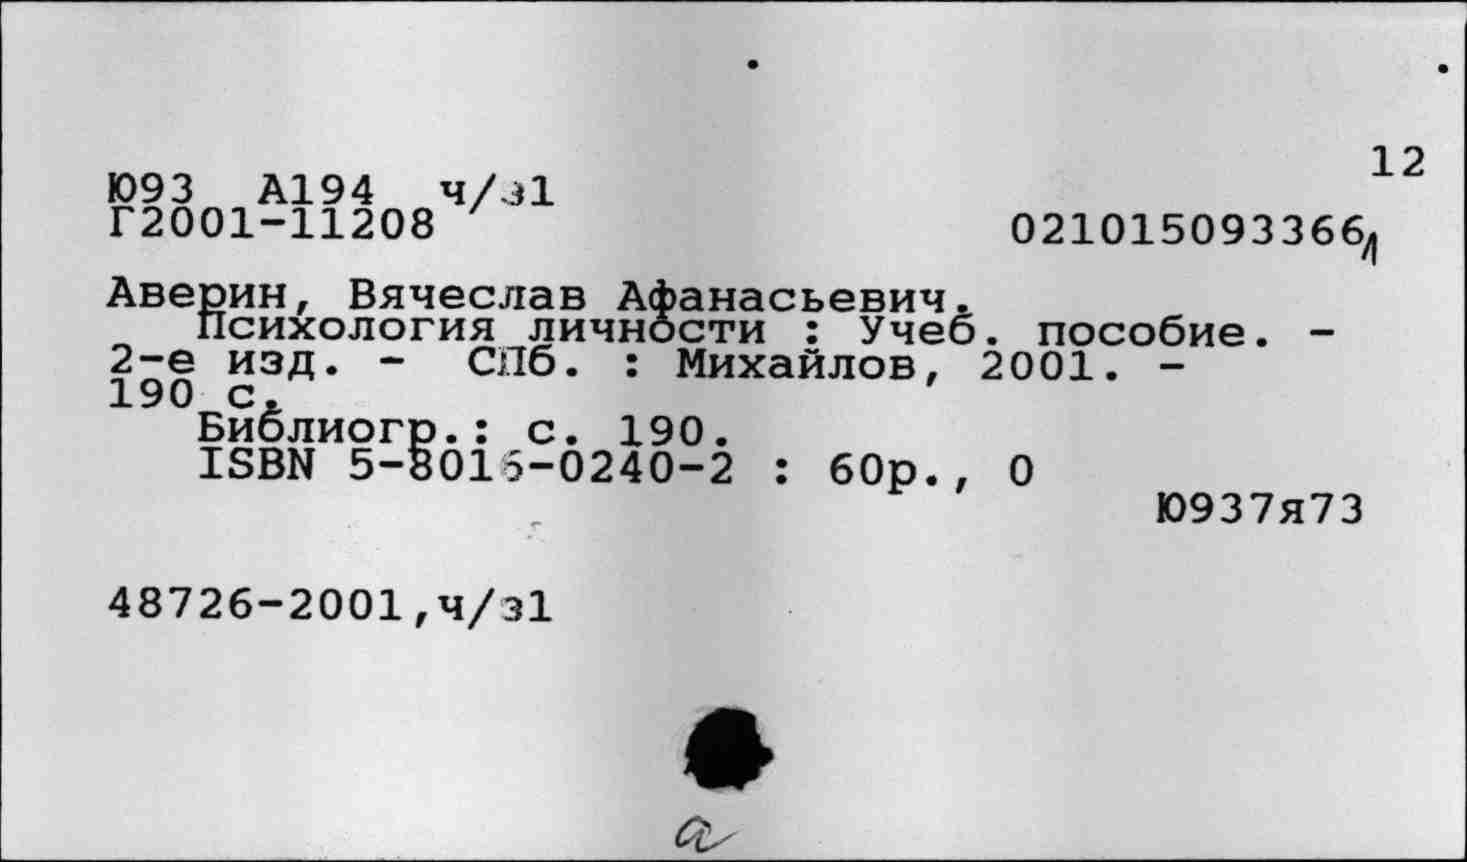 12
Ю93 А194 ч/з1
Г2001-11208
021015093366
Аверин, Вячеслав Афанасьевич.
Психология личности : Учеб. пособие. -
2-е изд. - СПб. : Михайлов, 2001. -
190 с.
Библиогр.: с. 190.
ISBN 5-8016-0240-2 : 60р., 0
Ю937я73
48726-2001,ч/з1